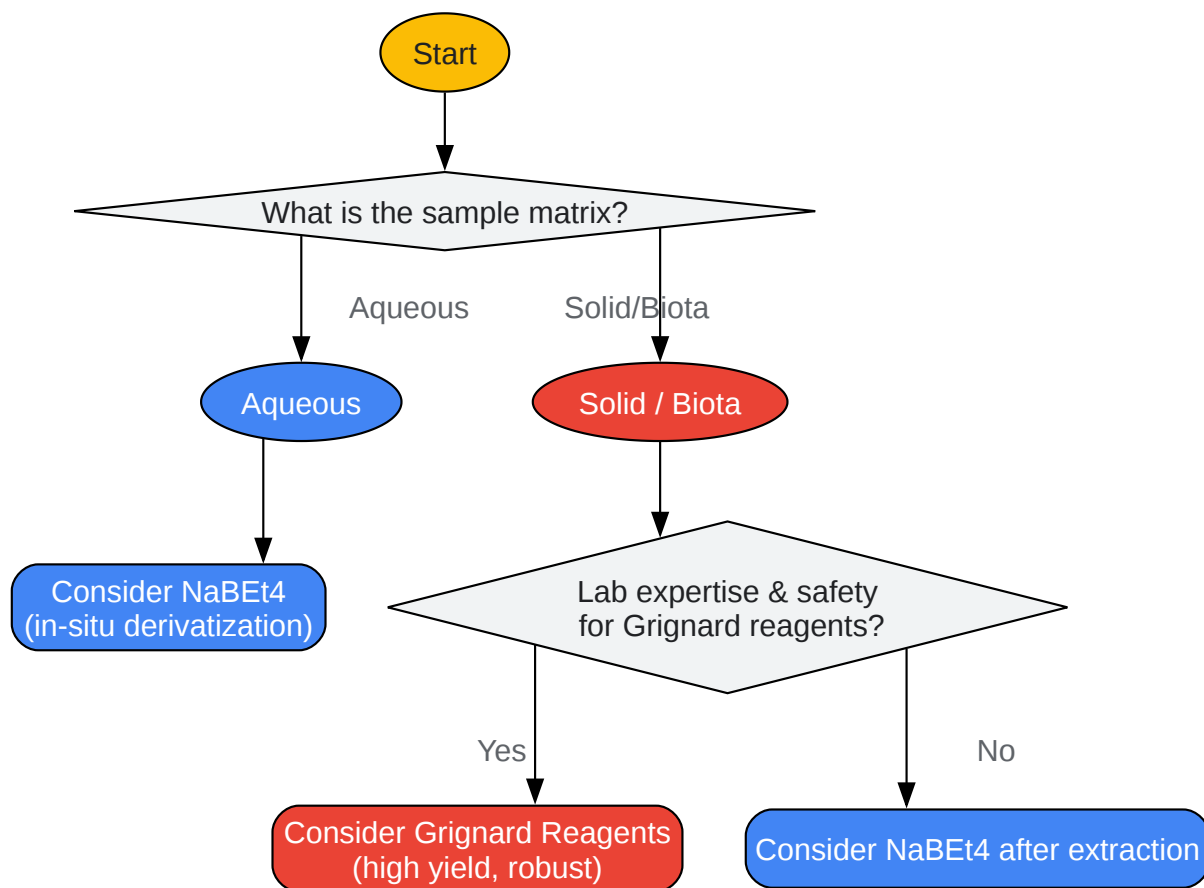 Start
What is the sample matrix?
Aqueous
Solid/Biota
Aqueous
Solid / Biota
Consider NaBEt4
(in-situ derivatization)
Lab expertise & safety
for Grignard reagents?
Yes
No
Consider Grignard Reagents
(high yield, robust)
Consider NaBEt4 after extraction